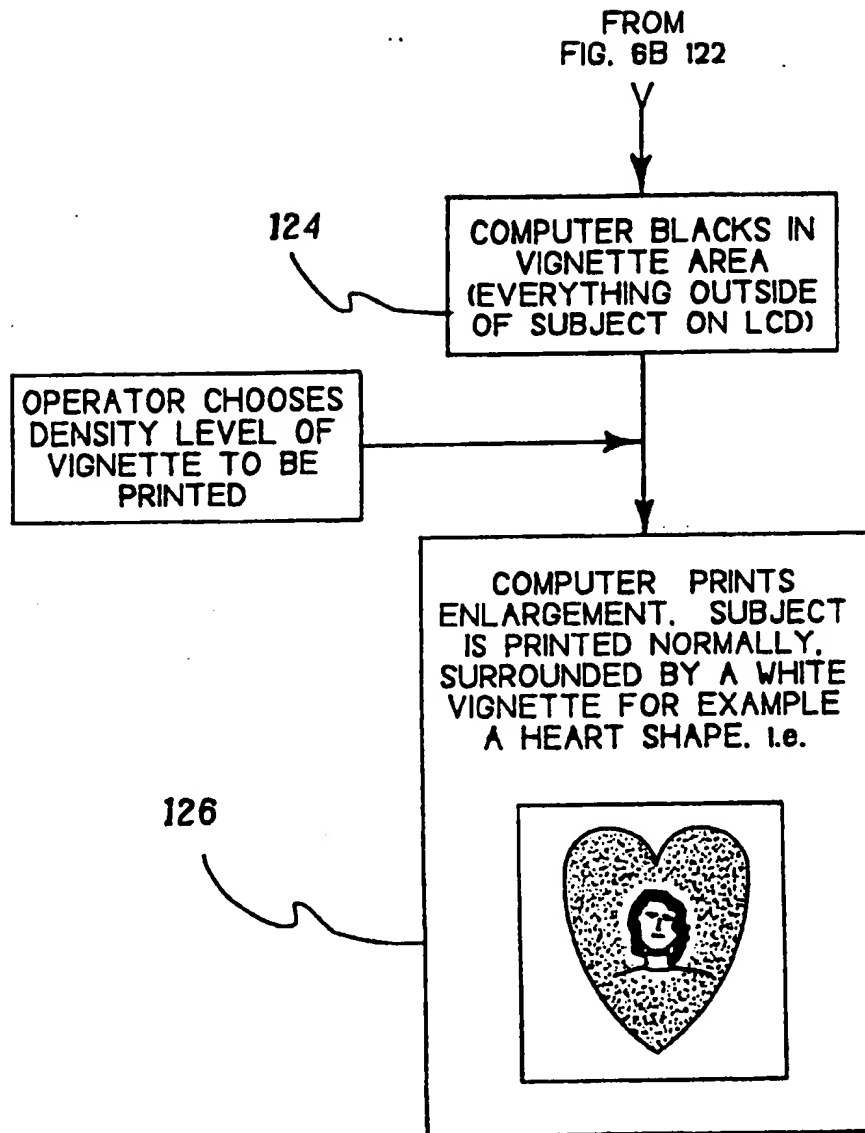 FROM
FIG. 6B 122
124
COMPUTER BLACKS IN
VIGNETTE AREA
(EVERYTHING OUTSIDE
OF SUBJECT ON LCD)
OPERATOR CHOOSES
DENSITY LEVEL OF
VIGNETTE TO BE
PRINTED
COMPUTER PRINTS
ENLARGEMENT. SUBJECT
IS PRINTED NORMALLY,
SURROUNDED BY A WHITE
VIGNETTE FOR EXAMPLE
A HEART SHAPE. i.e.
126